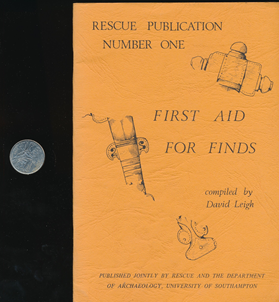 RESCUE PUBLICATION
NUMBER ONE
FIRST AID
FOR FINDS
compiled by
David Leigh
PUBLISHED JOINTLY BY RESCUE AND THE DEPARTMENT
OF ARCHAEOLOGY, UNIVERSITY OF SOUTHAMPTON